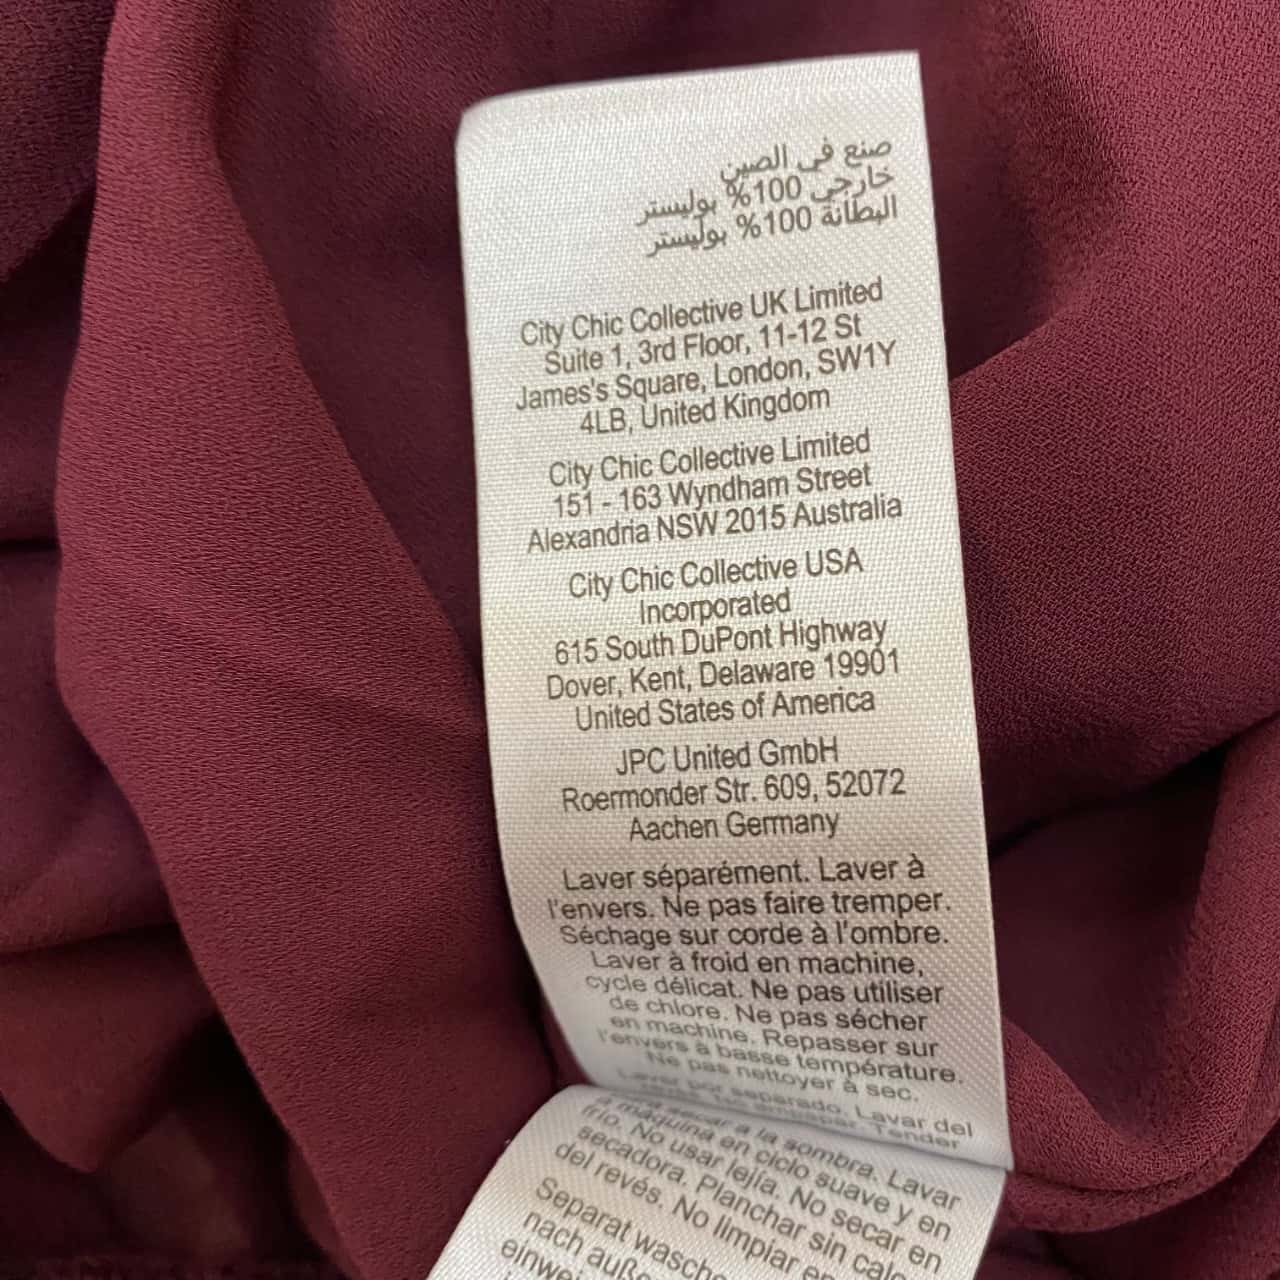 صنع في الصين
خارجي 100% بوليستر
البطانة 100% بوليستر
City Chic Collective UK Limited
Suite 1, 3rd Floor, 11-12 St
James's Square, London, SW1Y
4LB, United Kingdom
City Chic Collective Limited
151 - 163 Wyndham Street
Alexandria NSW 2015 Australia
City Chic Collective USA
Incorporated
615 South DuPont Highway
Dover, Kent, Delaware 19901
United States of America
JPC United GmbH
Roermonder Str. 609, 52072
Aachen Germany
Laver séparément. Laver à
l'envers. Ne pas faire tremper.
Séchage sur corde à l'ombre.
Laver à froid en machine,
cycle délicat. Ne pas utiliser
de chlore. Ne pas sécher
en machine. Repasser sur
l'envers à basse température.
Ne pas nettoyer à sec.
Lavar por separado. Lavar del
Tender
a la sombra. Lavar
a máquina en ciclo suave y en
frío. No usar lejía. No secar en
secadora. Planchar sin
del revés. No limpiar en
Separat
nach